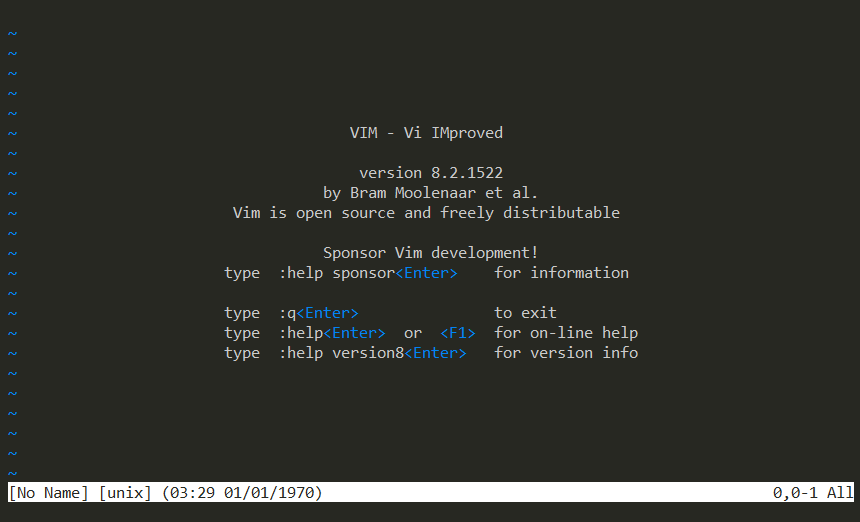 ~
~
~
~
~
~ VIM - Vi IMproved
~
~ version 8.2.1522
~ by Bram Moolenaar et al.
~ Vim is open source and freely distributable
~
~ Sponsor Vim development!
~ type  :help sponsor<Enter>    for information
~
~ type  :q<Enter>               to exit
~ type  :help<Enter>  or  <F1>  for on-line help
~ type  :help version8<Enter>   for version info
~
~
~
~
~
~
[No Name] [unix] (03:29 01/01/1970) 0,0-1 All